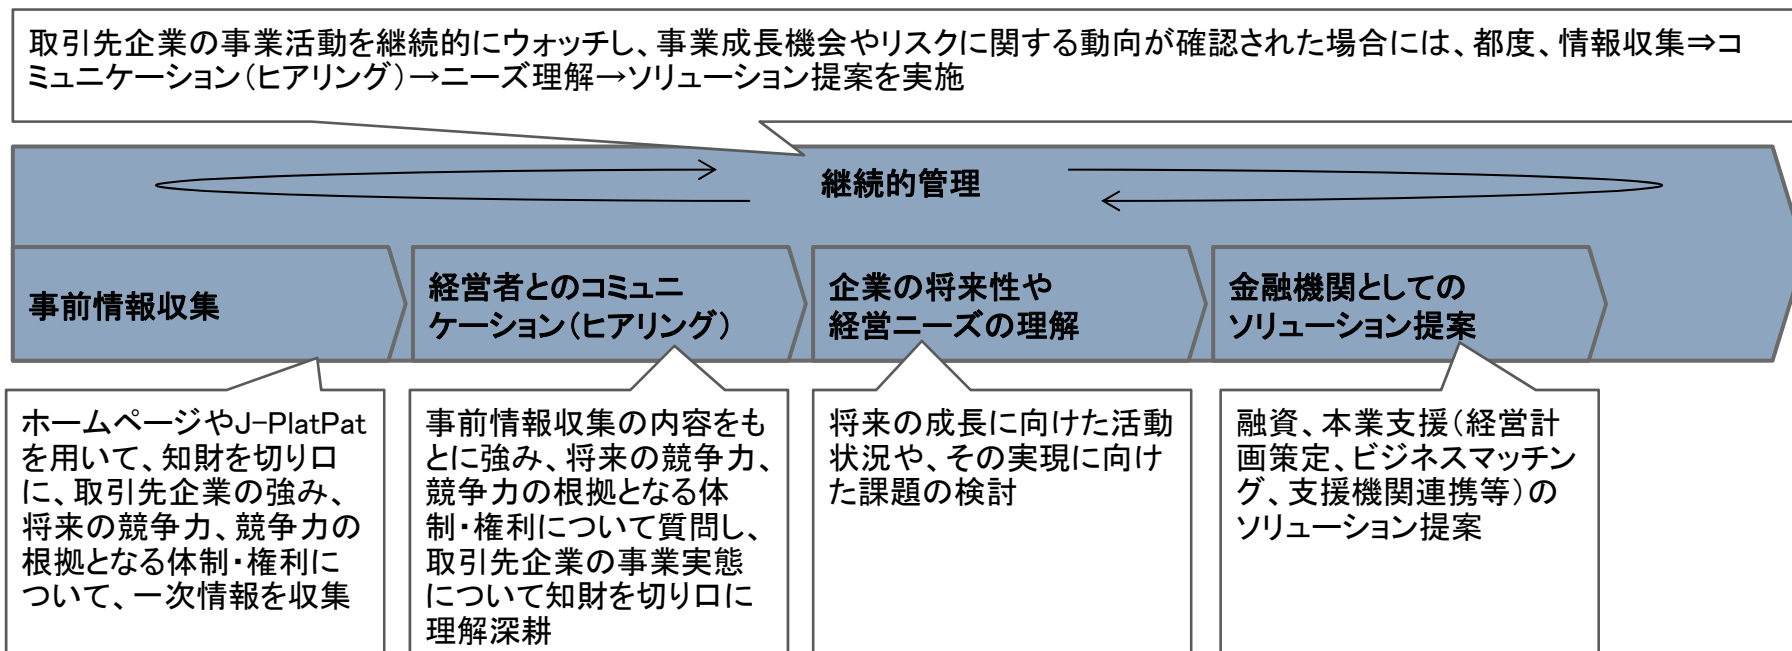 取引先企業の事業活動を継続的にウォッチし、事業成長機会やリスクに関する動向が確認された場合には、都度、情報収集⇒コ
ミュニケーション（ヒアリング）→ニーズ理解→ソリューション提案を実施
継続的管理
事前情報収集
経営者とのコミュニ
ケーション（ヒアリング）
企業の将来性や
経営ニーズの理解
金融機関としての
ソリューション提案
ホームページやJ-PlatPat
を用いて、知財を切り口
に、取引先企業の強み、
将来の競争力、競争力の
根拠となる体制・権利に
ついて、一次情報を収集
事前情報収集の内容をも
とに強み、将来の競争力、
競争力の根拠となる体
制・権利について質問し、
取引先企業の事業実態
について知財を切り口に
理解深耕
将来の成長に向けた活動
状況や、その実現に向け
た課題の検討
融資、本業支援（経営計
画策定、ビジネスマッチン
グ、支援機関連携等）の
ソリューション提案